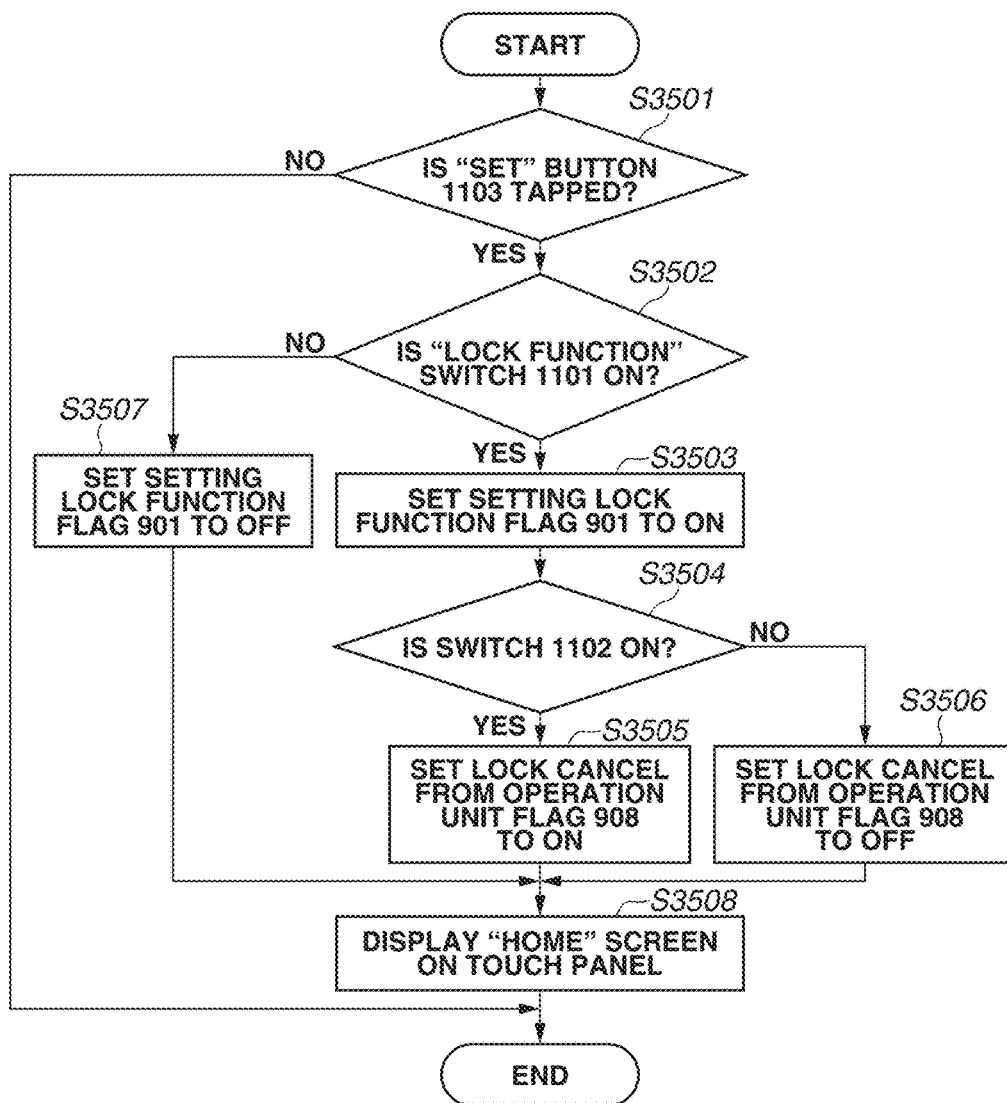 START
S3501
NO
IS “SET” BUTTON
1103 TAPPED?
YES
S3502
NO
IS “LOCK FUNCTION”
SWITCH 1101 ON?
S3507
YES
S3503
SET SETTING
LOCK FUNCTION
FLAG 901 TO OFF
SET SETTING LOCK
FUNCTION FLAG 901 TO ON
S3504
IS SWITCH 1102 ON?
NO
YES
S3505
S3506
SET LOCK CANCEL
FROM OPERATION
UNIT FLAG 908
TO ON
SET LOCK CANCEL
FROM OPERATION
UNIT FLAG 908
TO OFF
S3508
DISPLAY “HOME” SCREEN
ON TOUCH PANEL
END